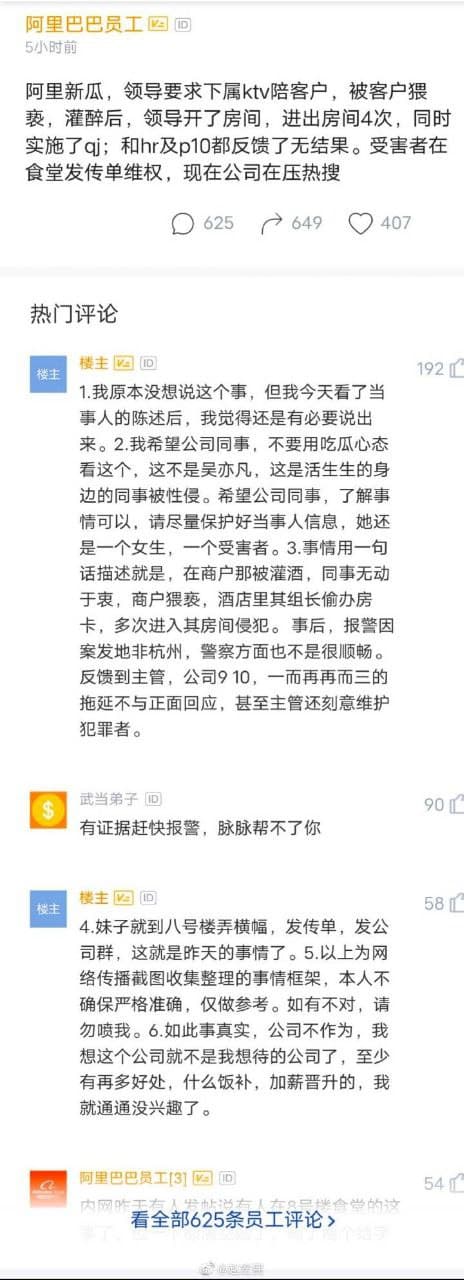 阿里巴巴员工 V ID
5小时前
阿里新瓜，领导要求下属ktv陪客户，被客户猥
亵，灌醉后，领导开了房间，进出房间4次，同时
实施了qj；和hr及p10都反馈了无结果。受害者在
食堂发传单维权，现在公司在压热搜
625 649 407
热门评论
楼主
楼主 V ID
192
1.我原本没想说这个事，但我今天看了当
事人的陈述后，我觉得还是有必要说出
来。2.我希望公司同事，不要用吃瓜心态
看这个，这不是吴亦凡，这是活生生的身
边的同事被性侵。希望公司同事，了解事
情可以，请尽量保护好当事人信息，她还
是一个女生，一个受害者。3.事情用一句
话描述就是，在商户那被灌酒，同事无动
于衷，商户猥亵，酒店里其组长偷办房
卡，多次进入其房间侵犯。 事后，报警因
案发地非杭州，警察方面也不是很顺畅。
反馈到主管，公司9 10，一而再再而三的
拖延不与正面回应，甚至主管还刻意维护
犯罪者。
武当弟子 ID
90
有证据赶快报警，脉脉帮不了你
楼主
楼主 V ID
58
4.妹子就到八号楼弄横幅，发传单，发公
司群，这就是昨天的事情了。5.以上为网
络传播截图收集整理的事情框架，本人不
确保严格准确，仅做参考。如有不对，请
勿喷我。6.如此事真实，公司不作为，我
想这个公司就不是我想待的公司了，至少
有再多好处，什么饭补，加薪晋升的，我
就通通没兴趣了。
阿里巴巴员工[3] V ID
54
内网昨天有人发帖说有人在8号楼食堂的这
看全部625条员工评论